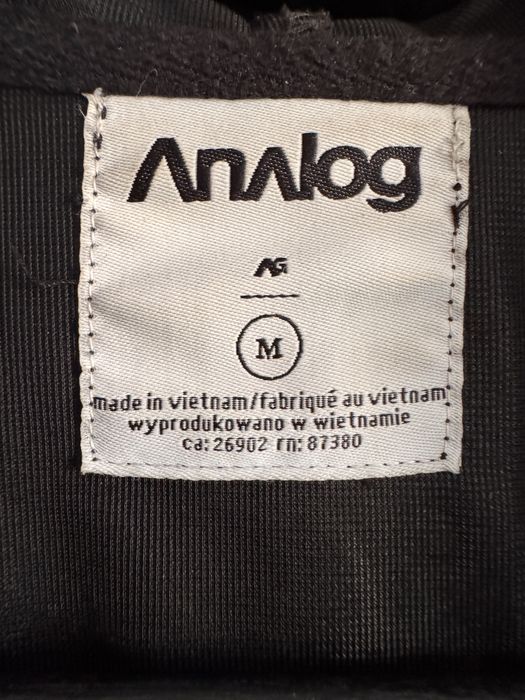 Analog
AG
M
made in vietnam/fabriqué au vietnam
wyprodukowano w wietnamie
ca: 26902 rn: 87380